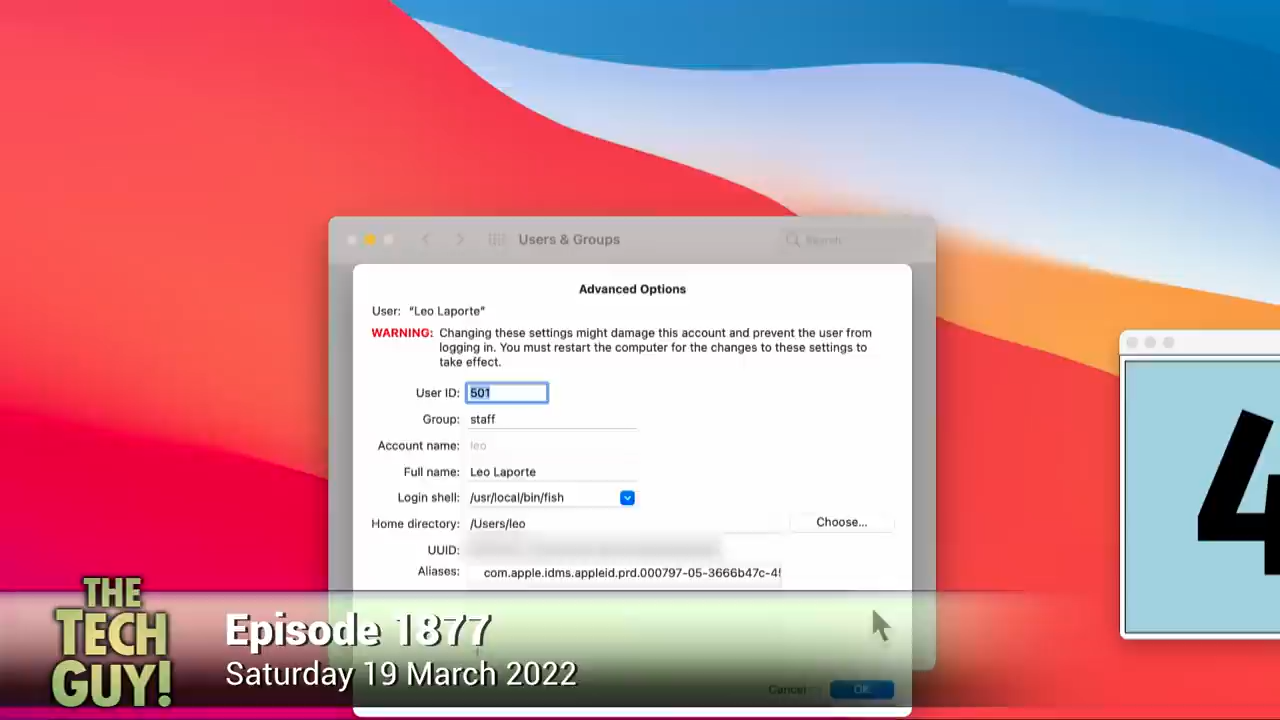 Users & Groups
Search
Advanced Options
User: “Leo Laporte”
WARNING: Changing these settings might damage this account and prevent the user from
logging in. You must restart the computer for the changes to these settings to
take effect.
User ID: 501
Group: staff
Account name: leo
Full name: Leo Laporte
Login shell: /usr/local/bin/fish
Home directory: /Users/leo
Choose...
UUID:
Aliases: com.apple.idms.appleid.prd.000797-05-3666b47c-4
4
THE
TECH
GUY!
Episode 1877
Saturday 19 March 2022
Cancel
OK